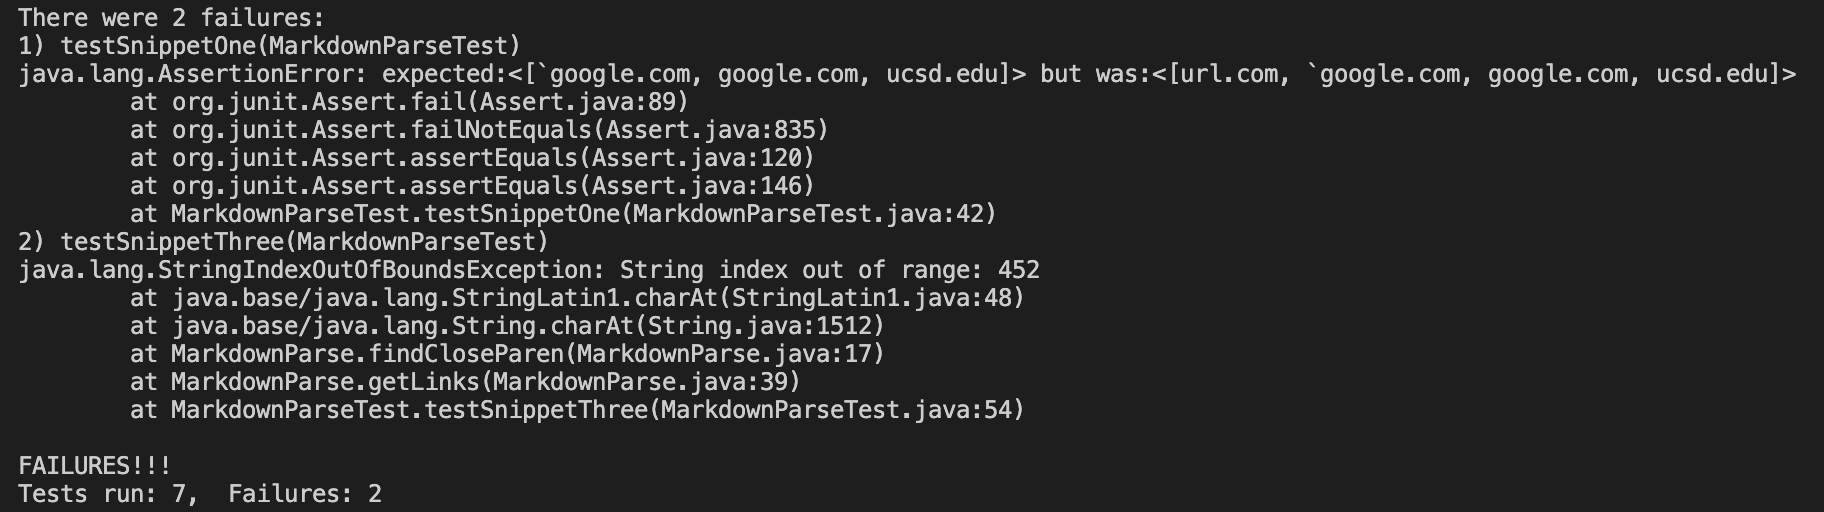 There were 2 failures:
1) testSnippetOne(MarkdownParseTest)
java.lang.AssertionError: expected:<[`google.com, google.com, ucsd.edu]> but was:<[url.com, `google.com, google.com, ucsd.edu]>
        at org.junit.Assert.fail(Assert.java:89)
        at org.junit.Assert.failNotEquals(Assert.java:835)
        at org.junit.Assert.assertEquals(Assert.java:120)
        at org.junit.Assert.assertEquals(Assert.java:146)
        at MarkdownParseTest.testSnippetOne(MarkdownParseTest.java:42)
2) testSnippetThree(MarkdownParseTest)
java.lang.StringIndexOutOfBoundsException: String index out of range: 452
        at java.base/java.lang.StringLatin1.charAt(StringLatin1.java:48)
        at java.base/java.lang.String.charAt(String.java:1512)
        at MarkdownParse.findCloseParen(MarkdownParse.java:17)
        at MarkdownParse.getLinks(MarkdownParse.java:39)
        at MarkdownParseTest.testSnippetThree(MarkdownParseTest.java:54)

FAILURES!!!
Tests run: 7,  Failures: 2